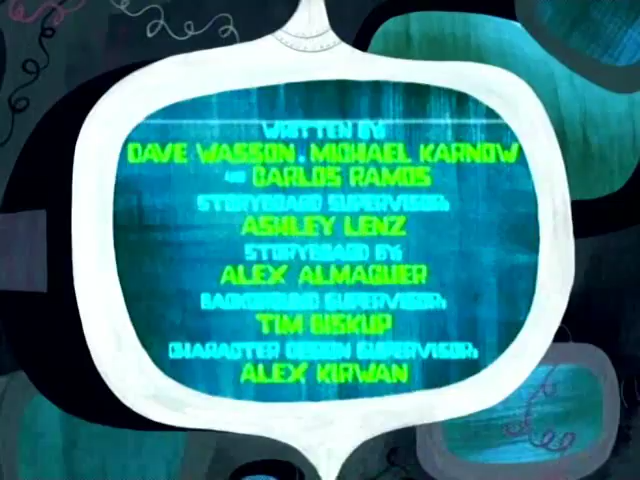 WRITTEN BY:
DAVE WASSON, MICHAEL KARNOW
AND CARLOS RAMOS
STORYBOARD SUPERVISOR:
ASHLEY LENZ
STORYBOARD BY:
ALEX ALMAGUER
BACKGROUND SUPERVISOR:
TIM BISKUP
CHARACTER DESIGN SUPERVISOR:
ALEX KIRWAN